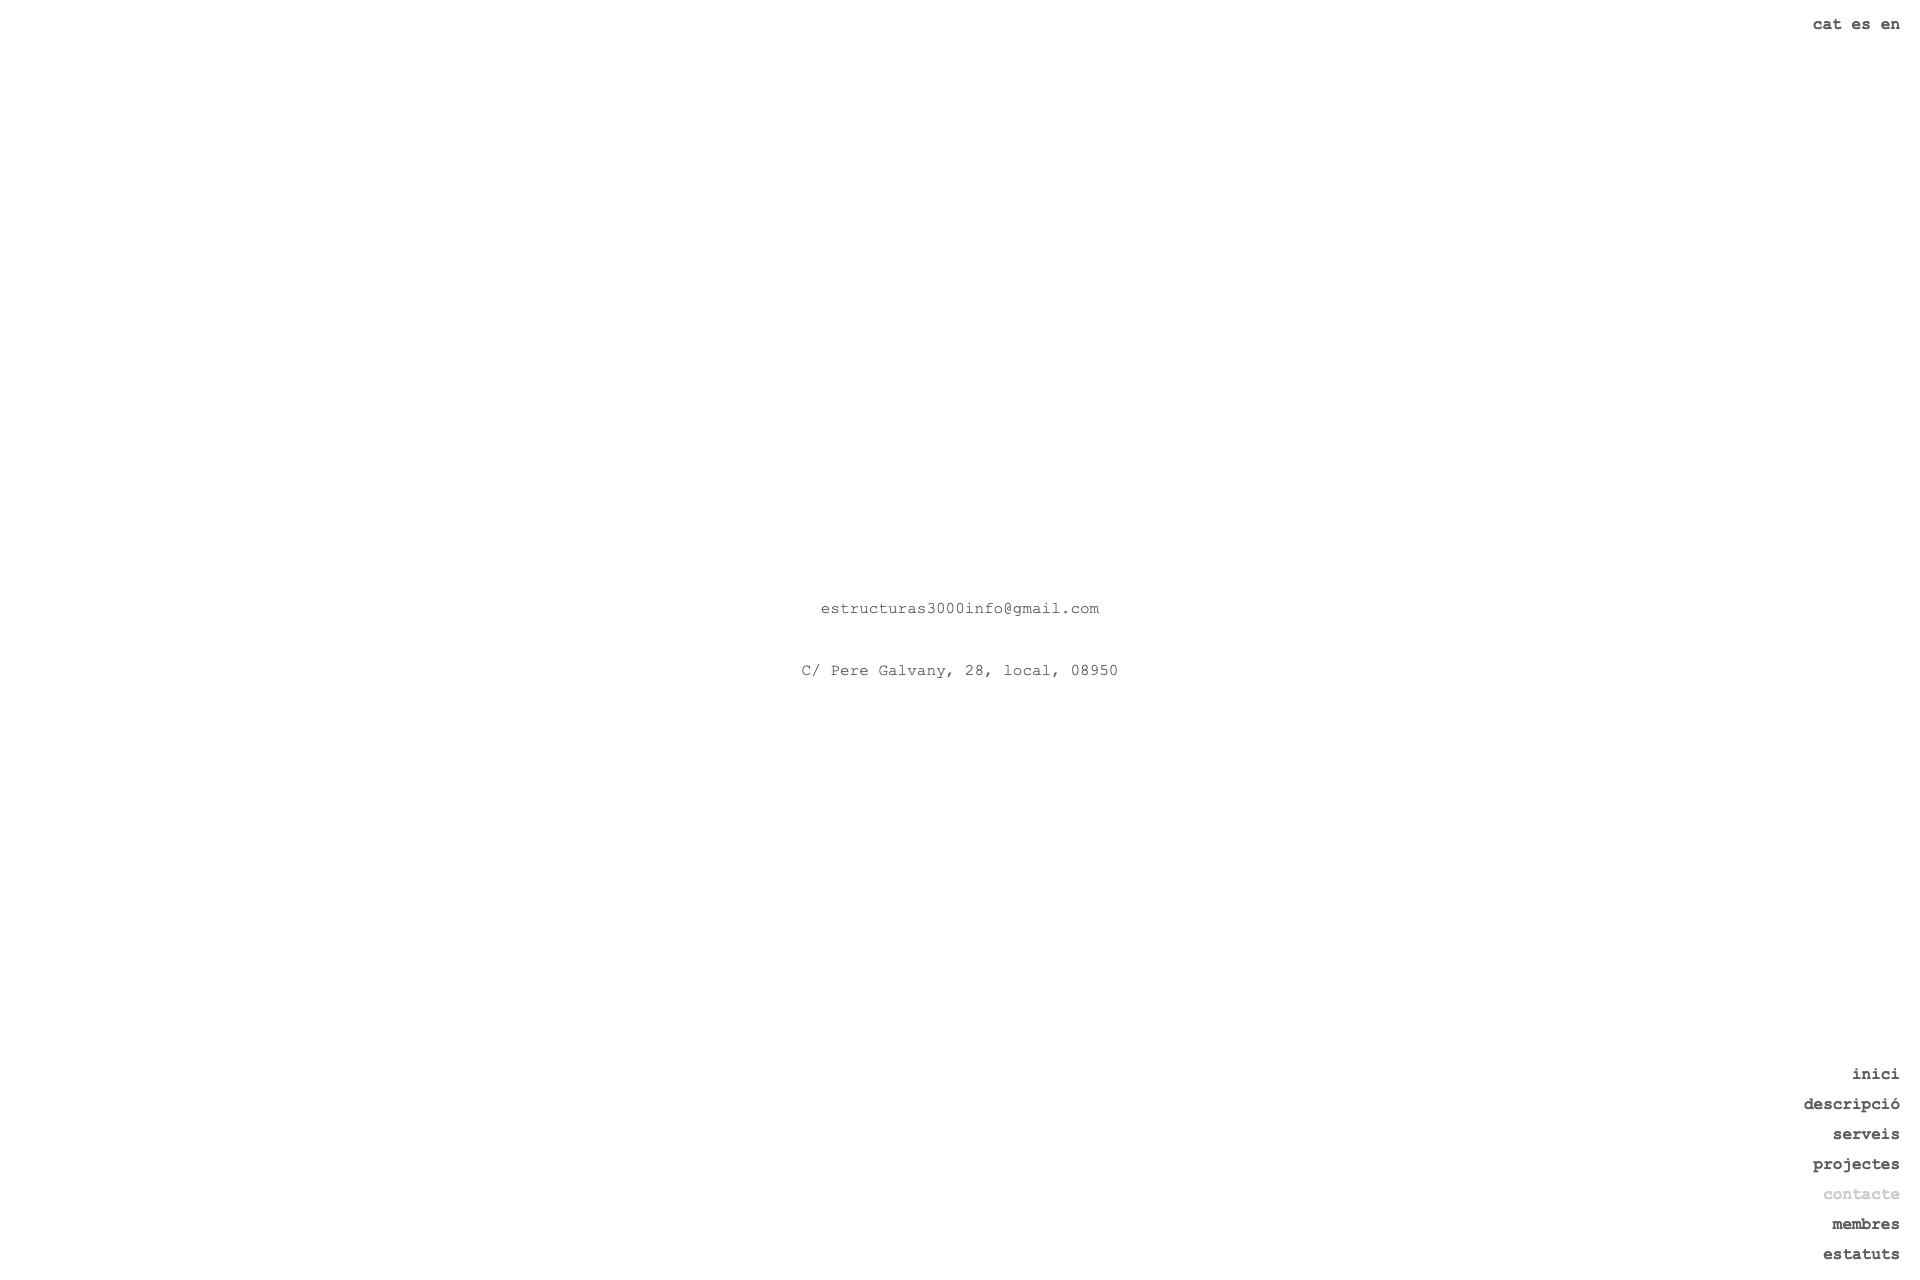 cat es en
estructuras3000info@gmail.com
C/ Pere Galvany, 28, local, 08950
inici
descripció
serveis
projectes
contacte
membres
estatuts